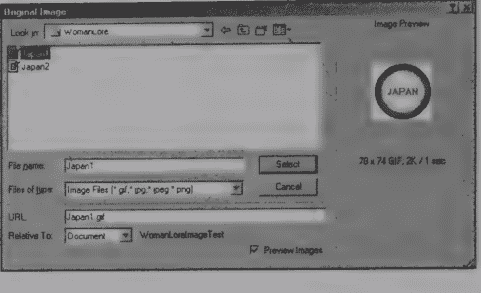 Original Image
Look in: WomanLore
Image Preview
Japan1
Japan2
JAPAN
File name: Japan1 Select
78 x 74 GIF, 2K / 1 sec
Files of type: Image Files (*.gif,*.jpg,*.jpeg,*.png) Cancel
URL Japan1.gif
Relative To: Document WomanLoreImageTest
Preview Images